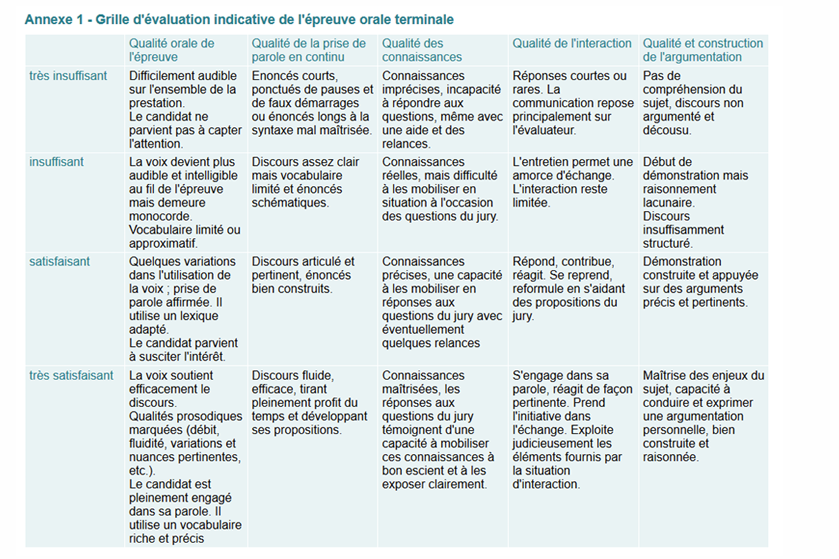 Annexe 1 - Grille d'évaluation indicative de l'épreuve orale terminale
Qualité orale de
l'épreuve
Qualité de la prise de
parole en continu
Qualité des
connaissances
Qualité de l'interaction
Qualité et construction
de l'argumentation
très insuffisant
Difficilement audible
sur l'ensemble de la
prestation.
Le candidat ne
parvient pas à capter
l'attention.
Enoncés courts,
ponctués de pauses et
de faux démarrages
ou énoncés longs à la
syntaxe mal maîtrisée.
Connaissances
imprécises, incapacité
à répondre aux
questions, même avec
une aide et des
relances.
Réponses courtes ou
rares. La
communication repose
principalement sur
l'évaluateur.
Pas de
compréhension du
sujet, discours non
argumenté et
décousu.
insuffisant
La voix devient plus
audible et intelligible
au fil de l'épreuve
mais demeure
monocorde.
Vocabulaire limité ou
approximatif.
Discours assez clair
mais vocabulaire
limité et énoncés
schématiques.
Connaissances
réelles, mais difficulté
à les mobiliser en
situation à l'occasion
des questions du jury.
L'entretien permet une
amorce d'échange.
L'interaction reste
limitée.
Début de
démonstration mais
raisonnement
lacunaire.
Discours
insuffisamment
structuré.
satisfaisant
Quelques variations
dans l'utilisation de
la voix ; prise de
parole affirmée. Il
utilise un lexique
adapté.
Le candidat parvient
à susciter l'intérêt.
Discours articulé et
pertinent, énoncés
bien construits.
Connaissances
précises, une capacité
à les mobiliser en
réponses aux
questions du jury avec
éventuellement
quelques relances
Répond, contribue,
réagit. Se reprend,
reformule en s'aidant
des propositions du
jury.
Démonstration
construite et appuyée
sur des arguments
précis et pertinents.
très satisfaisant
La voix soutient
efficacement le
discours.
Qualités prosodiques
marquées (débit,
fluidité, variations et
nuances pertinentes,
etc.).
Le candidat est
pleinement engagé
dans sa parole. Il
utilise un vocabulaire
riche et précis
Discours fluide,
efficace, tirant
pleinement profit du
temps et développant
ses propositions.
Connaissances
maîtrisées, les
réponses aux
questions du jury
témoignent d'une
capacité à mobiliser
ces connaissances à
bon escient et à les
exposer clairement.
S'engage dans sa
parole, réagit de façon
pertinente. Prend
l'initiative dans
l'échange. Exploite
judicieusement les
éléments fournis par
la situation
d'interaction.
Maîtrise des enjeux du
sujet, capacité à
conduire et exprimer
une argumentation
personnelle, bien
construite et
raisonnée.